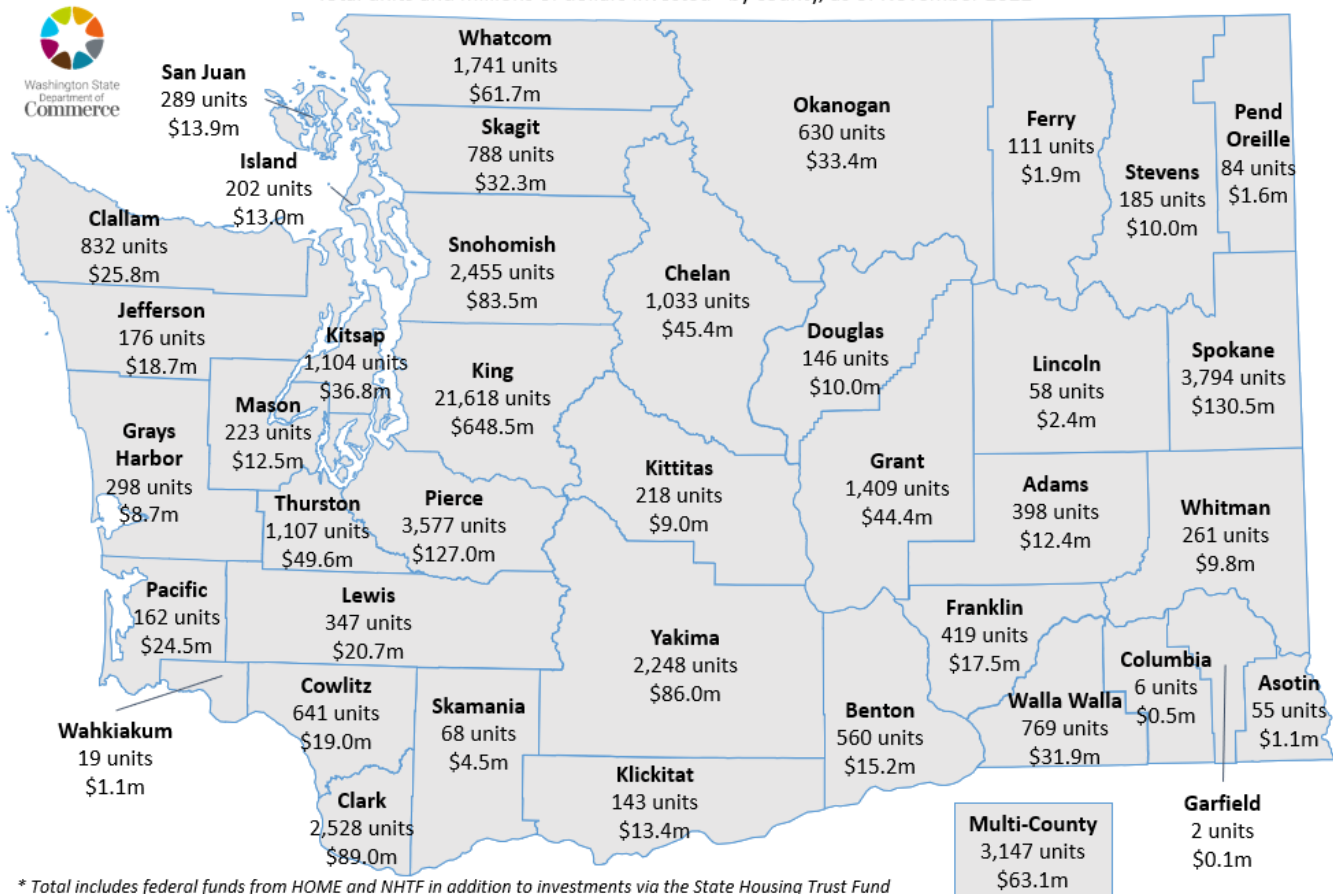 Washington State
Department of
Commerce
Whatcom
1,741 units
$61.7m
San Juan
289 units
$13.9m
Skagit
788 units
$32.3m
Island
202 units
$13.0m
Okanogan
630 units
$33.4m
Ferry
111 units
$1.9m
Stevens
185 units
$10.0m
Pend
Oreille
84 units
$1.6m
Clallam
832 units
$25.8m
Snohomish
2,455 units
$83.5m
Chelan
1,033 units
$45.4m
Jefferson
176 units
$18.7m
Kitsap
1,104 units
$36.8m
King
21,618 units
$648.5m
Douglas
146 units
$10.0m
Lincoln
58 units
$2.4m
Spokane
3,794 units
$130.5m
Mason
223 units
$12.5m
Grays
Harbor
298 units
$8.7m
Thurston
1,107 units
$49.6m
Pierce
3,577 units
$127.0m
Kittitas
218 units
$9.0m
Grant
1,409 units
$44.4m
Adams
398 units
$12.4m
Whitman
261 units
$9.8m
Pacific
162 units
$24.5m
Lewis
347 units
$20.7m
Yakima
2,248 units
$86.0m
Franklin
419 units
$17.5m
Columbia
6 units
$0.5m
Asotin
55 units
$1.1m
Walla Walla
769 units
$31.9m
Benton
560 units
$15.2m
Wahkiakum
19 units
$1.1m
Cowlitz
641 units
$19.0m
Skamania
68 units
$4.5m
Klickitat
143 units
$13.4m
Clark
2,528 units
$89.0m
Garfield
2 units
$0.1m
Multi-County
3,147 units
$63.1m
* Total includes federal funds from HOME and NHTF in addition to investments via the State Housing Trust Fund